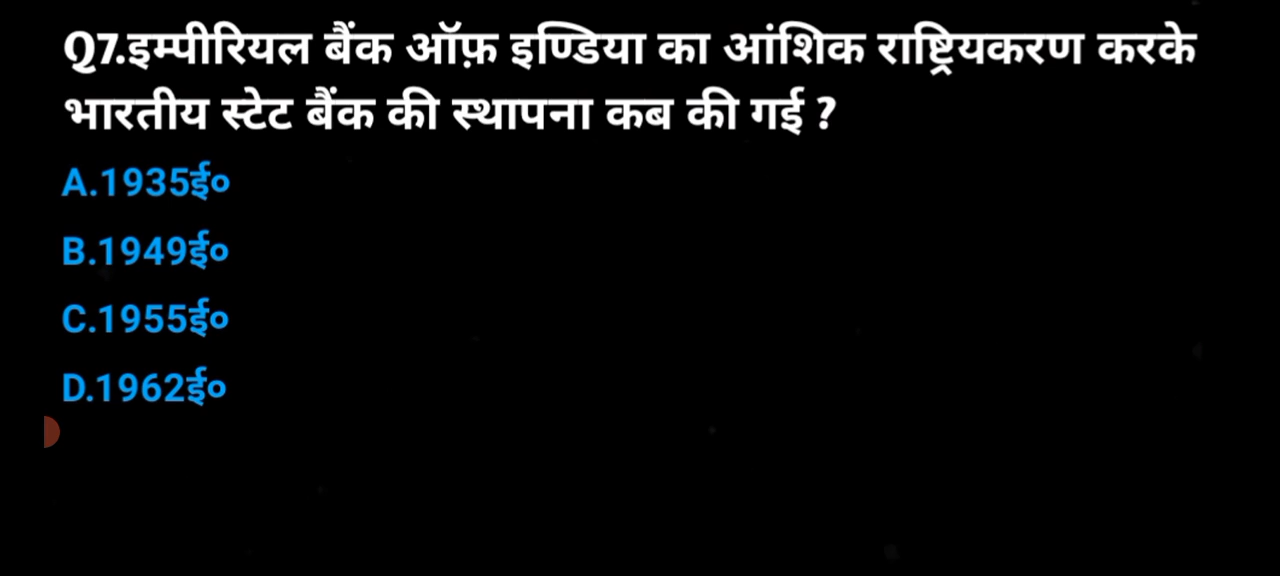 Q7.इम्पीरियल बैंक ऑफ़ इण्डिया का आंशिक राष्ट्रियकरण करके
भारतीय स्टेट बैंक की स्थापना कब की गई ?
A.1935ई०
B.1949ई०
C.1955ई०
D.1962ई०